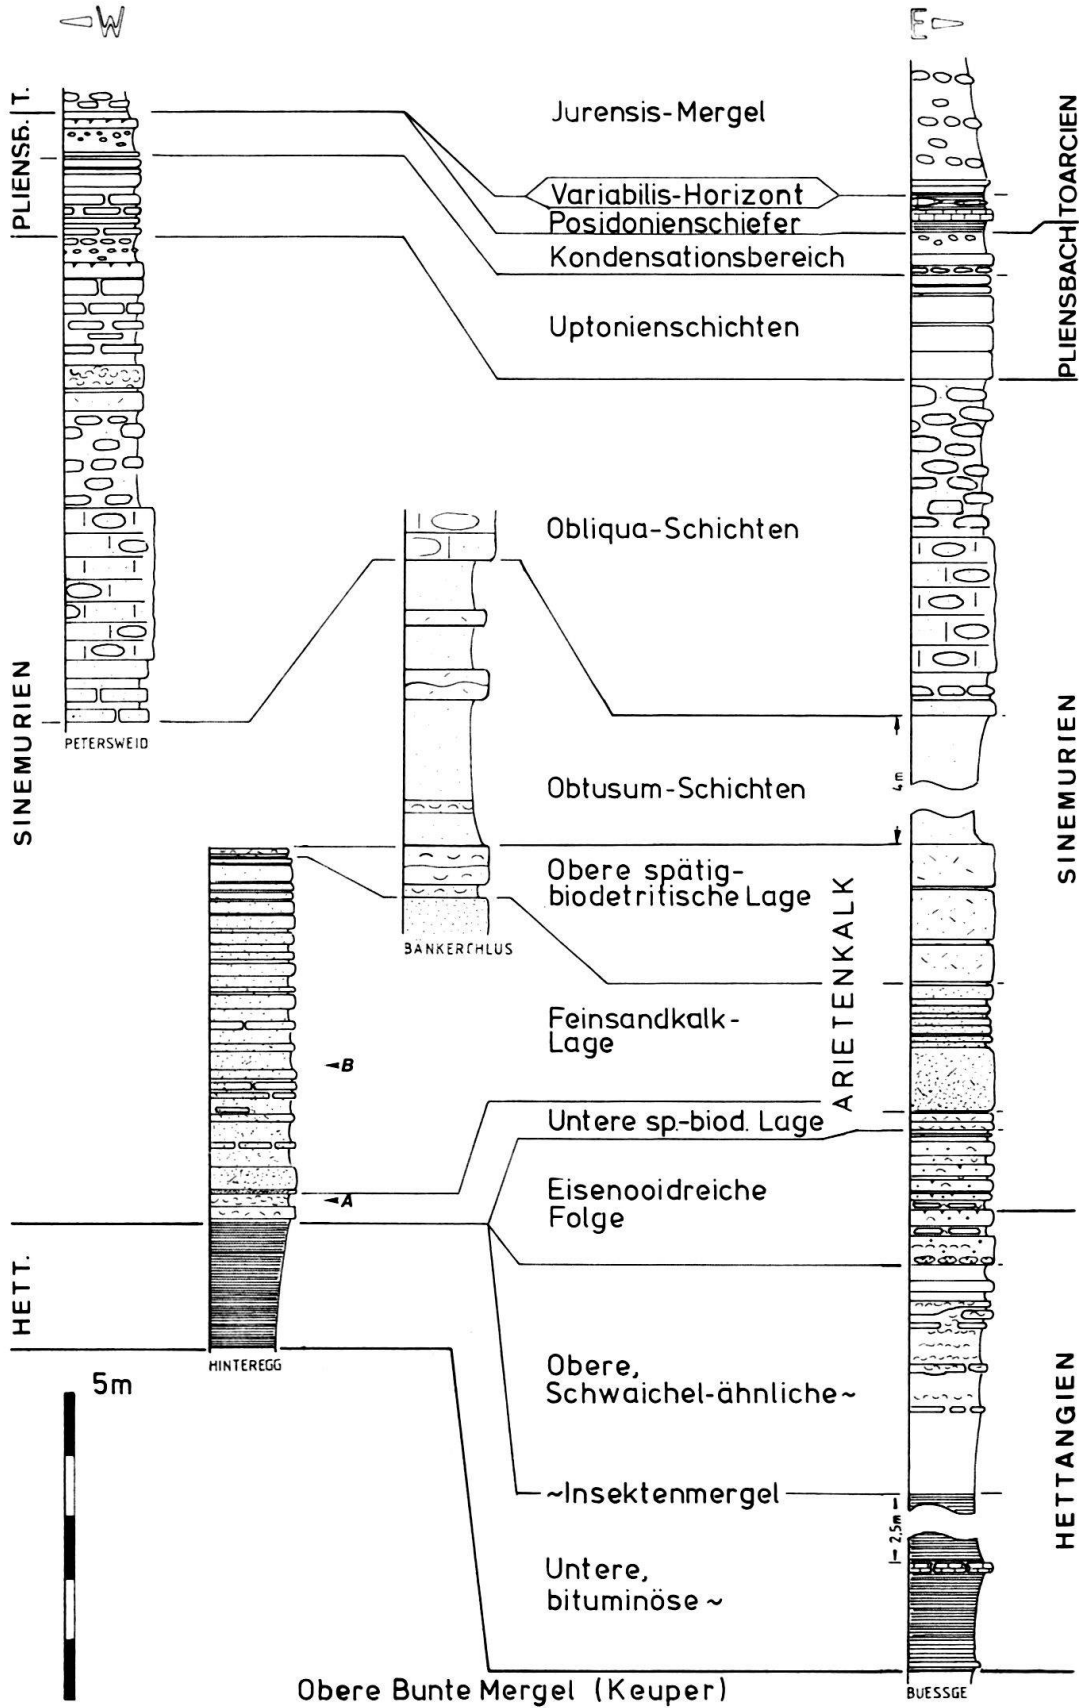 W
E
T.
PLIENSB.
SINEMURIEN
HETT.
Jurensis-Mergel
Variabilis-Horizont
Posidonienschiefer
Kondensationsbereich
Uptonienschichten
Obliqua-Schichten
Obtusum-Schichten
Obere spätig-
biodetritische Lage
Feinsandkalk-
Lage
Untere sp.-biod. Lage
Eisenooidreiche
Folge
Obere,
Schwaichel-ähnliche ~
~Insektenmergel
Untere,
bituminöse ~
Obere Bunte Mergel (Keuper)
ARIETENKALK
PETERSWEID
BÄNKERCHLUS
HINTEREGG
BUESSGE
B
A
4m
2,5m
5m
TOARCIEN
PLIENSBACH
SINEMURIEN
HETTANGIEN